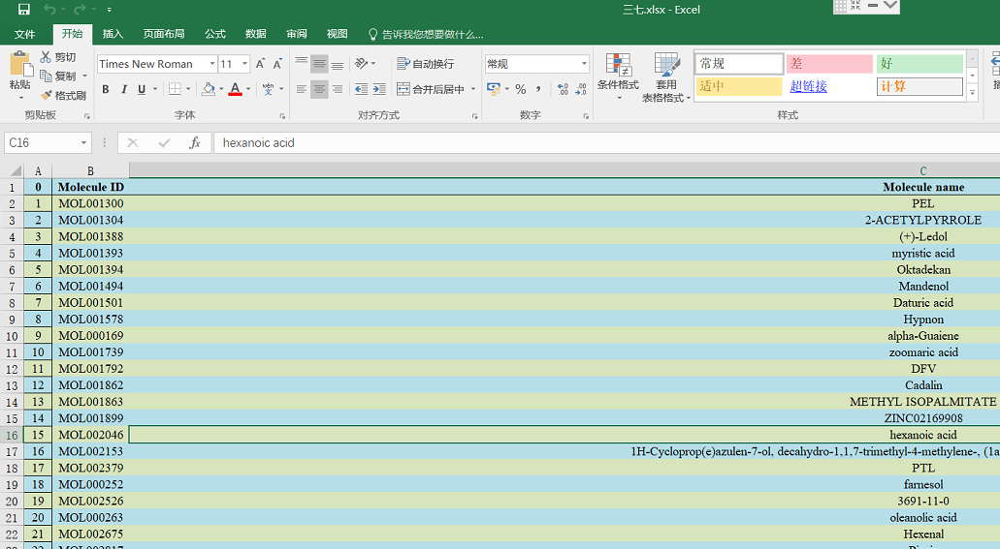 三七.xlsx - Excel
文件 开始 插入 页面布局 公式 数据 审阅 视图 告诉我您想要做什么...
剪切
复制
格式刷
粘贴
Times New Roman 11 A A
B I U A wén 文
自动换行
合并后居中
常规
% , .00 .0
条件格式 套用
表格格式
常规 差 好
适中 超链接 计算
剪贴板 字体 对齐方式 数字 样式
C16 fx hexanoic acid
A B C
1 0 Molecule ID Molecule name
2 1 MOL001300 PEL
3 2 MOL001304 2-ACETYLPYRROLE
4 3 MOL001388 (+)-Ledol
5 4 MOL001393 myristic acid
6 5 MOL001394 Oktadekan
7 6 MOL001494 Mandenol
8 7 MOL001501 Daturic acid
9 8 MOL001578 Hypnon
10 9 MOL000169 alpha-Guaiene
11 10 MOL001739 zoomaric acid
12 11 MOL001792 DFV
13 12 MOL001862 Cadalin
14 13 MOL001863 METHYL ISOPALMITATE
15 14 MOL001899 ZINC02169908
16 15 MOL002046 hexanoic acid
17 16 MOL002153 1H-Cycloprop(e)azulen-7-ol, decahydro-1,1,7-trimethyl-4-methylene-, (1a
18 17 MOL002379 PTL
19 18 MOL000252 farnesol
20 19 MOL002526 3691-11-0
21 20 MOL000263 oleanolic acid
22 21 MOL002675 Hexenal